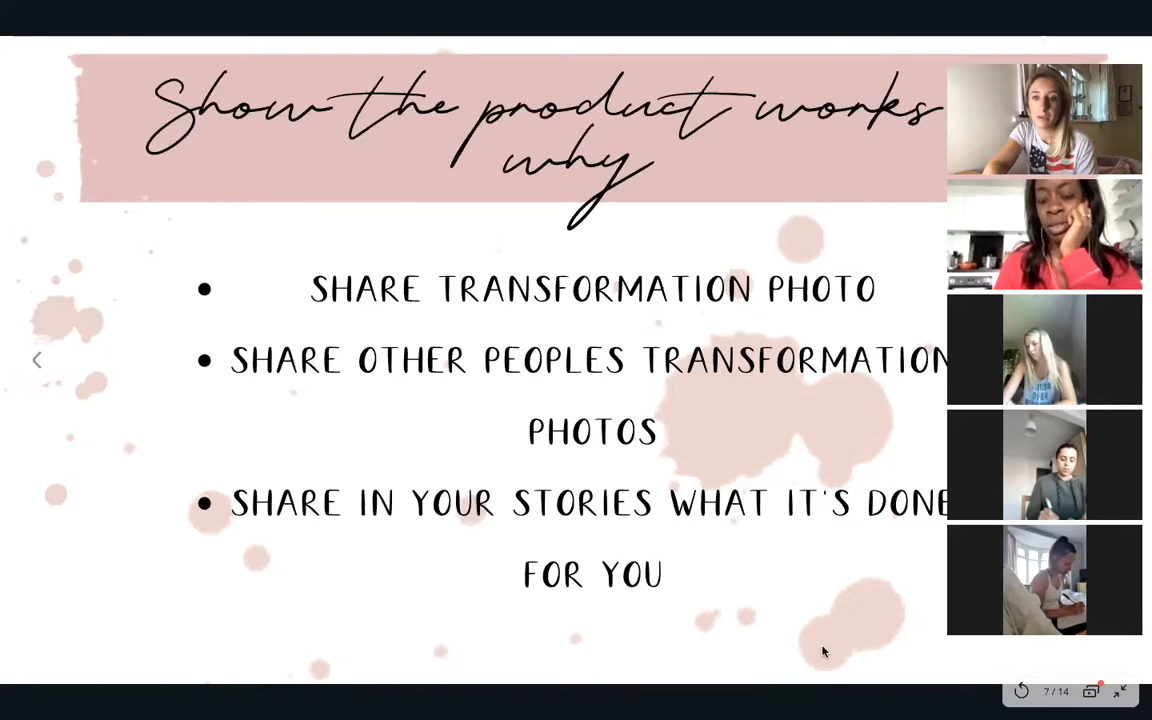 Show the product works
why
SHARE TRANSFORMATION PHOTO
SHARE OTHER PEOPLES TRANSFORMATION
PHOTOS
SHARE IN YOUR STORIES WHAT IT'S DONE
FOR YOU
7 / 14